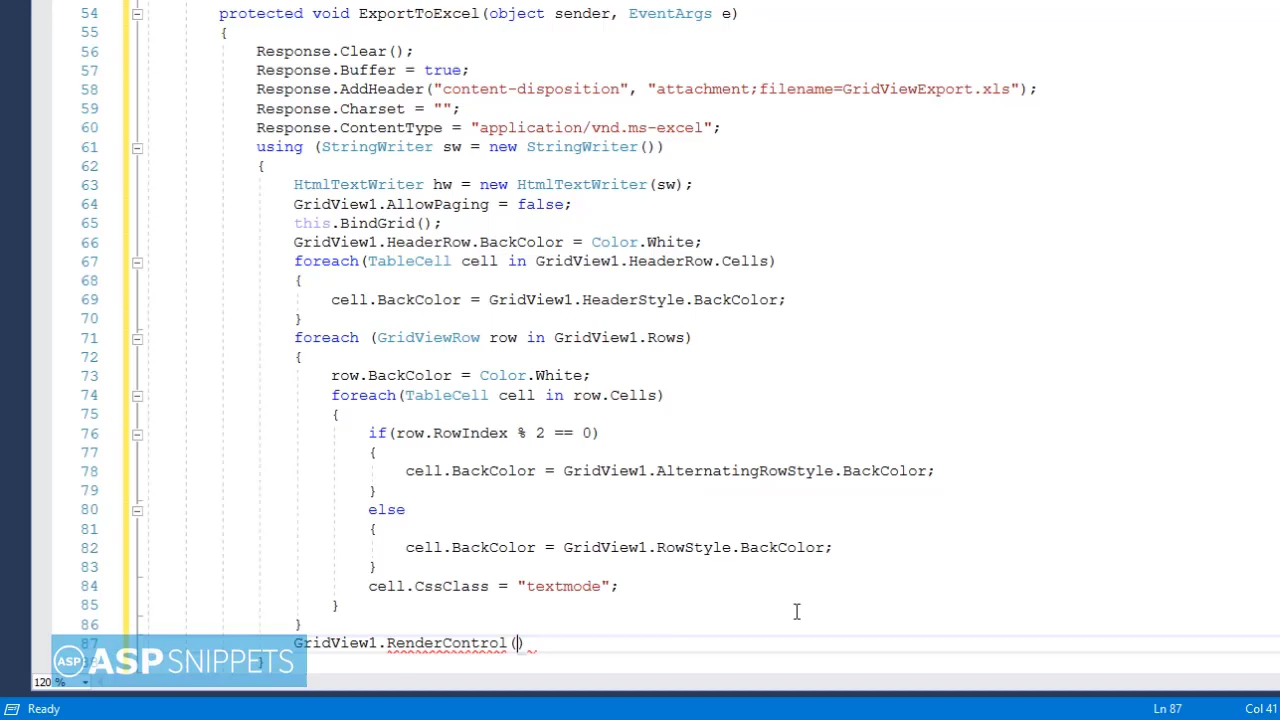 54 protected void ExportToExcel(object sender, EventArgs e)
55 {
56 Response.Clear();
57 Response.Buffer = true;
58 Response.AddHeader("content-disposition", "attachment;filename=GridViewExport.xls");
59 Response.Charset = "";
60 Response.ContentType = "application/vnd.ms-excel";
61 using (StringWriter sw = new StringWriter())
62 {
63 HtmlTextWriter hw = new HtmlTextWriter(sw);
64 GridView1.AllowPaging = false;
65 this.BindGrid();
66 GridView1.HeaderRow.BackColor = Color.White;
67 foreach(TableCell cell in GridView1.HeaderRow.Cells)
68 {
69 cell.BackColor = GridView1.HeaderStyle.BackColor;
70 }
71 foreach (GridViewRow row in GridView1.Rows)
72 {
73 row.BackColor = Color.White;
74 foreach(TableCell cell in row.Cells)
75 {
76 if(row.RowIndex % 2 == 0)
77 {
78 cell.BackColor = GridView1.AlternatingRowStyle.BackColor;
79 }
80 else
81 {
82 cell.BackColor = GridView1.RowStyle.BackColor;
83 }
84 cell.CssClass = "textmode";
85 }
86 }
87 GridView1.RenderControl()
}
ASP ASPSNIPPETS
120 %
Ready Ln 87 Col 41